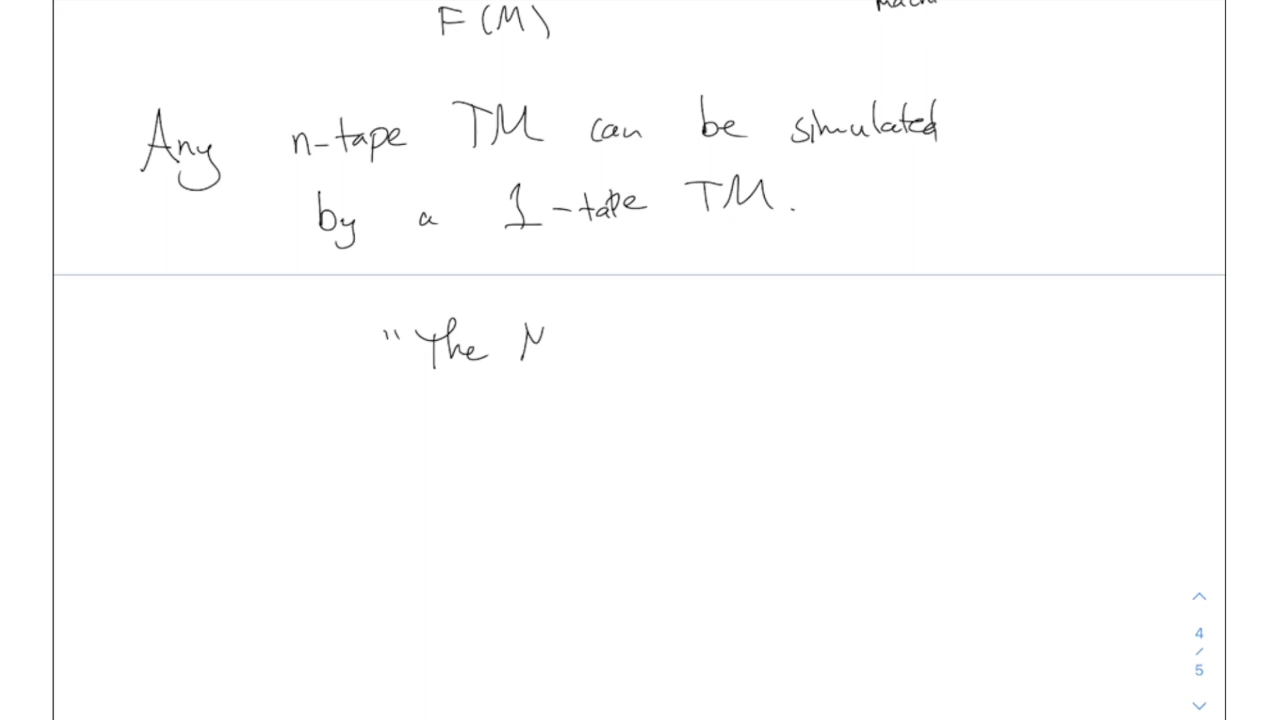 F(M)
Any n-tape TM can be simulated
by a 1-tape TM.
"The N
4
/
5